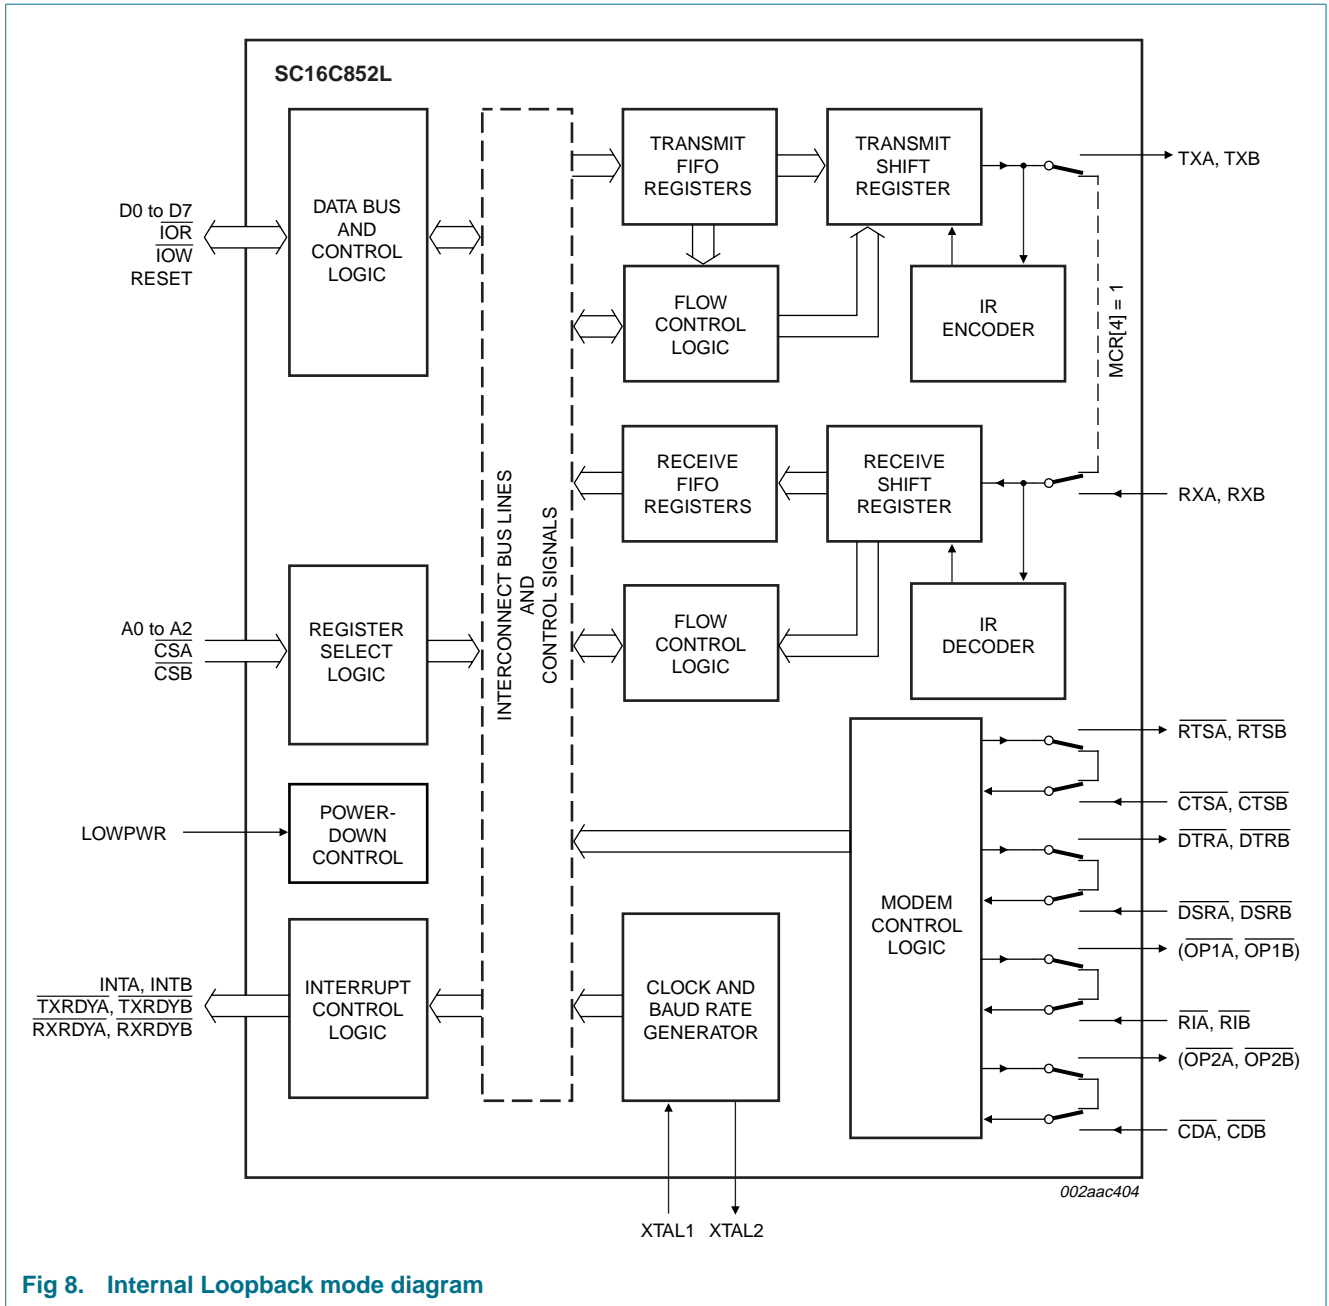 SC16C852L
TRANSMIT
FIFO
REGISTERS
TRANSMIT
SHIFT
REGISTER
TXA, TXB
D0 to D7
IOR
IOW
RESET
DATA BUS
AND
CONTROL
LOGIC
FLOW
CONTROL
LOGIC
IR
ENCODER
MCR[4] = 1
INTERCONNECT BUS LINES
AND
CONTROL SIGNALS
RECEIVE
FIFO
REGISTERS
RECEIVE
SHIFT
REGISTER
RXA, RXB
A0 to A2
CSA
CSB
REGISTER
SELECT
LOGIC
FLOW
CONTROL
LOGIC
IR
DECODER
LOWPWR
POWER-
DOWN
CONTROL
MODEM
CONTROL
LOGIC
RTSA, RTSB
CTSA, CTSB
DTRA, DTRB
DSRA, DSRB
(OP1A, OP1B)
RIA, RIB
(OP2A, OP2B)
CDA, CDB
INTA, INTB
TXRDYA, TXRDYB
RXRDYA, RXRDYB
INTERRUPT
CONTROL
LOGIC
CLOCK AND
BAUD RATE
GENERATOR
002aac404
XTAL1 XTAL2
Fig 8. Internal Loopback mode diagram